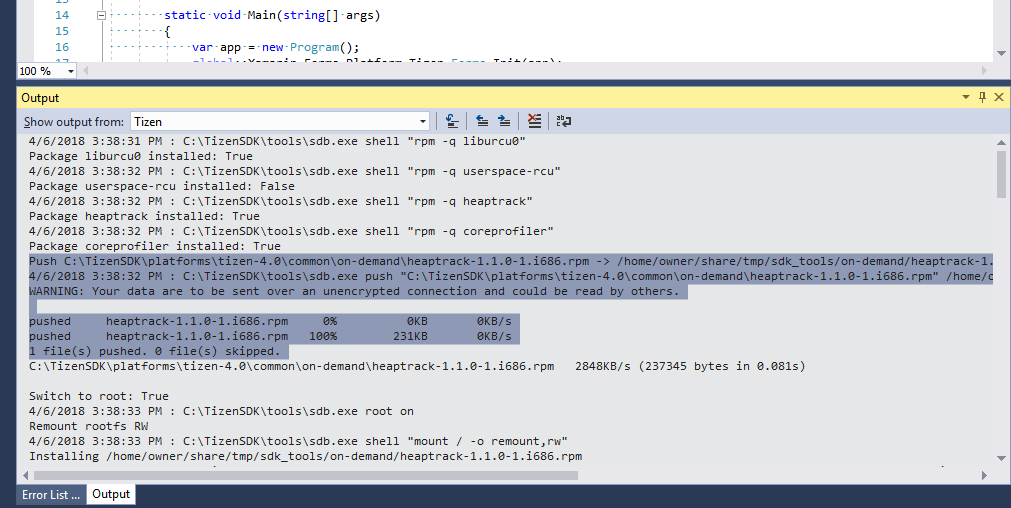 14 static void Main(string[] args)
15 {
16 var app = new Program();
100 %
Output
Show output from: Tizen
4/6/2018 3:38:31 PM : C:\TizenSDK\tools\sdb.exe shell "rpm -q liburcu0"
Package liburcu0 installed: True
4/6/2018 3:38:32 PM : C:\TizenSDK\tools\sdb.exe shell "rpm -q userspace-rcu"
Package userspace-rcu installed: False
4/6/2018 3:38:32 PM : C:\TizenSDK\tools\sdb.exe shell "rpm -q heaptrack"
Package heaptrack installed: True
4/6/2018 3:38:32 PM : C:\TizenSDK\tools\sdb.exe shell "rpm -q coreprofiler"
Package coreprofiler installed: True
Push C:\TizenSDK\platforms\tizen-4.0\common\on-demand\heaptrack-1.1.0-1.i686.rpm -> /home/owner/share/tmp/sdk_tools/on-demand/heaptrack-1.
4/6/2018 3:38:32 PM : C:\TizenSDK\tools\sdb.exe push "C:\TizenSDK\platforms\tizen-4.0\common\on-demand\heaptrack-1.1.0-1.i686.rpm" /home/o
WARNING: Your data are to be sent over an unencrypted connection and could be read by others.
pushed heaptrack-1.1.0-1.i686.rpm 0% 0KB 0KB/s
pushed heaptrack-1.1.0-1.i686.rpm 100% 231KB 0KB/s
1 file(s) pushed. 0 file(s) skipped.
C:\TizenSDK\platforms\tizen-4.0\common\on-demand\heaptrack-1.1.0-1.i686.rpm 2848KB/s (237345 bytes in 0.081s)
Switch to root: True
4/6/2018 3:38:33 PM : C:\TizenSDK\tools\sdb.exe root on
Remount rootfs RW
4/6/2018 3:38:33 PM : C:\TizenSDK\tools\sdb.exe shell "mount / -o remount,rw"
Installing /home/owner/share/tmp/sdk_tools/on-demand/heaptrack-1.1.0-1.i686.rpm
Error List ... Output